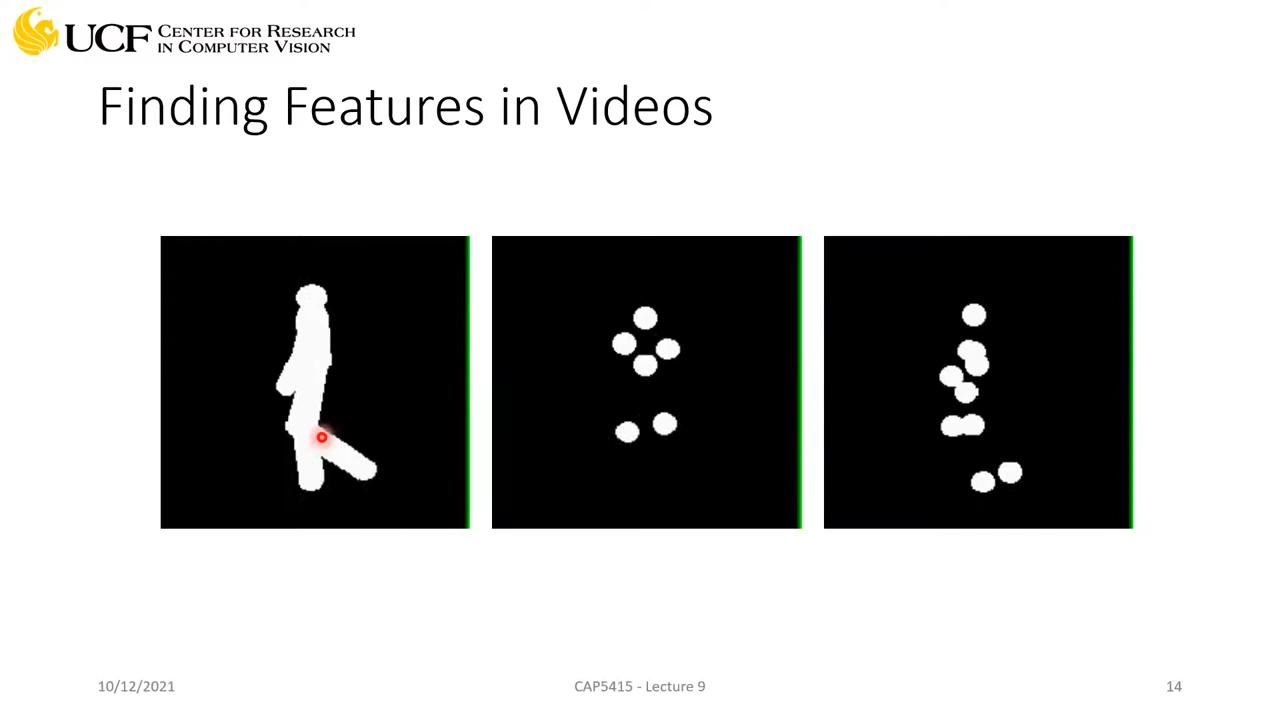 UCF CENTER FOR RESEARCH
IN COMPUTER VISION
Finding Features in Videos
10/12/2021
CAP5415 - Lecture 9
14